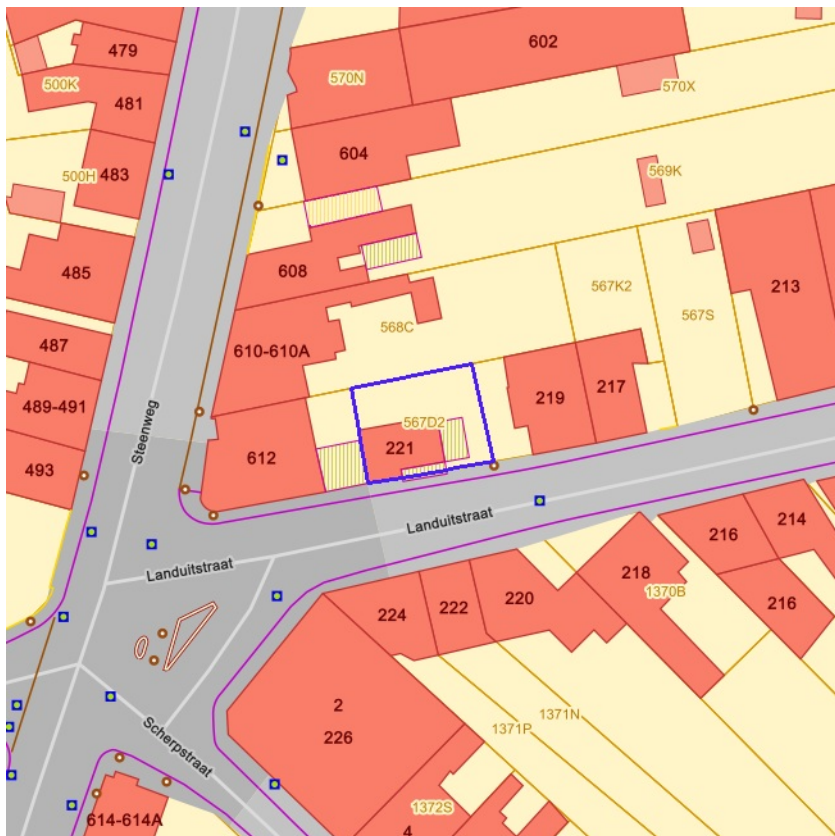 479
602
570N
500K
481
570X
604
483
500H
569K
485
608
567K2
213
567S
568C
487
610-610A
489-491
219
217
567D2
Steenweg
221
612
493
Landuitstraat
214
216
Landuitstraat
218
220
1370B
216
222
224
2
1371N
226
1371P
Scherpstraat
1372S
614-614A
4